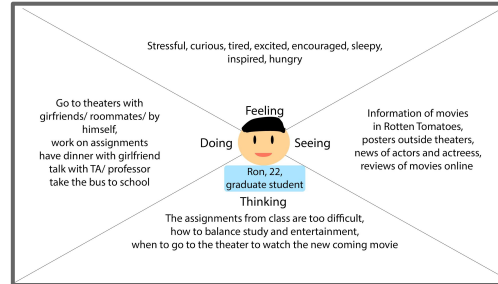 Stressful, curious, tired, excited, encouraged, sleepy,
inspired, hungry
Feeling
Go to theaters with
girfriends/ roommates/ by
himself,
work on assignments
have dinner with girlfriend
talk with TA/ professor
take the bus to school
Doing
Seeing
Information of movies
in Rotten Tomatoes,
posters outside theaters,
news of actors and actreess,
reviews of movies online
Ron, 22,
graduate student
Thinking
The assignments from class are too difficult,
how to balance study and entertainment,
when to go to the theater to watch the new coming movie